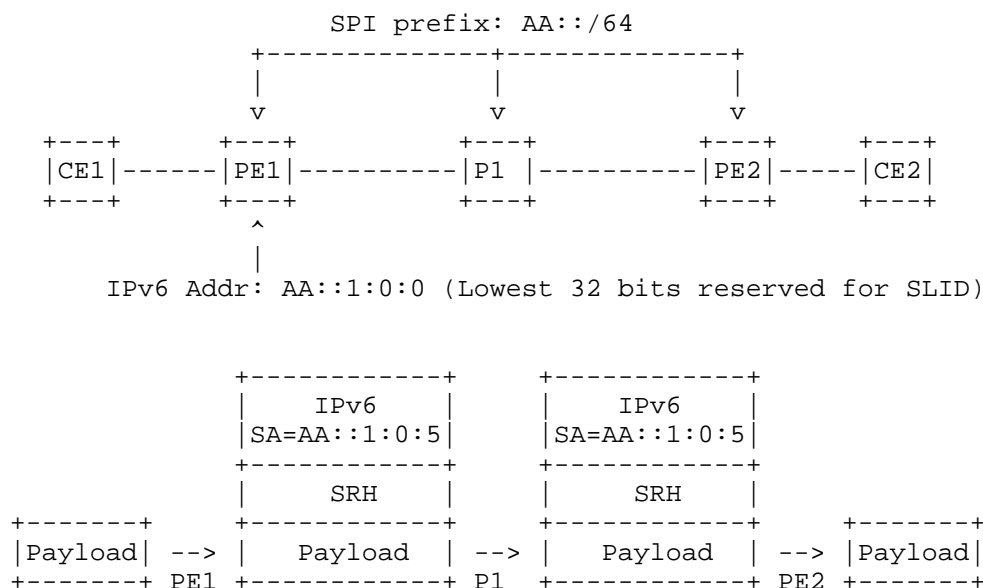 SPI prefix: AA::/64
v v v
CE1 PE1 P1 PE2 CE2
IPv6 Addr: AA::1:0:0 (Lowest 32 bits reserved for SLID)
IPv6 IPv6
SA=AA::1:0:5 SA=AA::1:0:5
SRH SRH
Payload --> Payload --> Payload --> Payload
PE1 P1 PE2